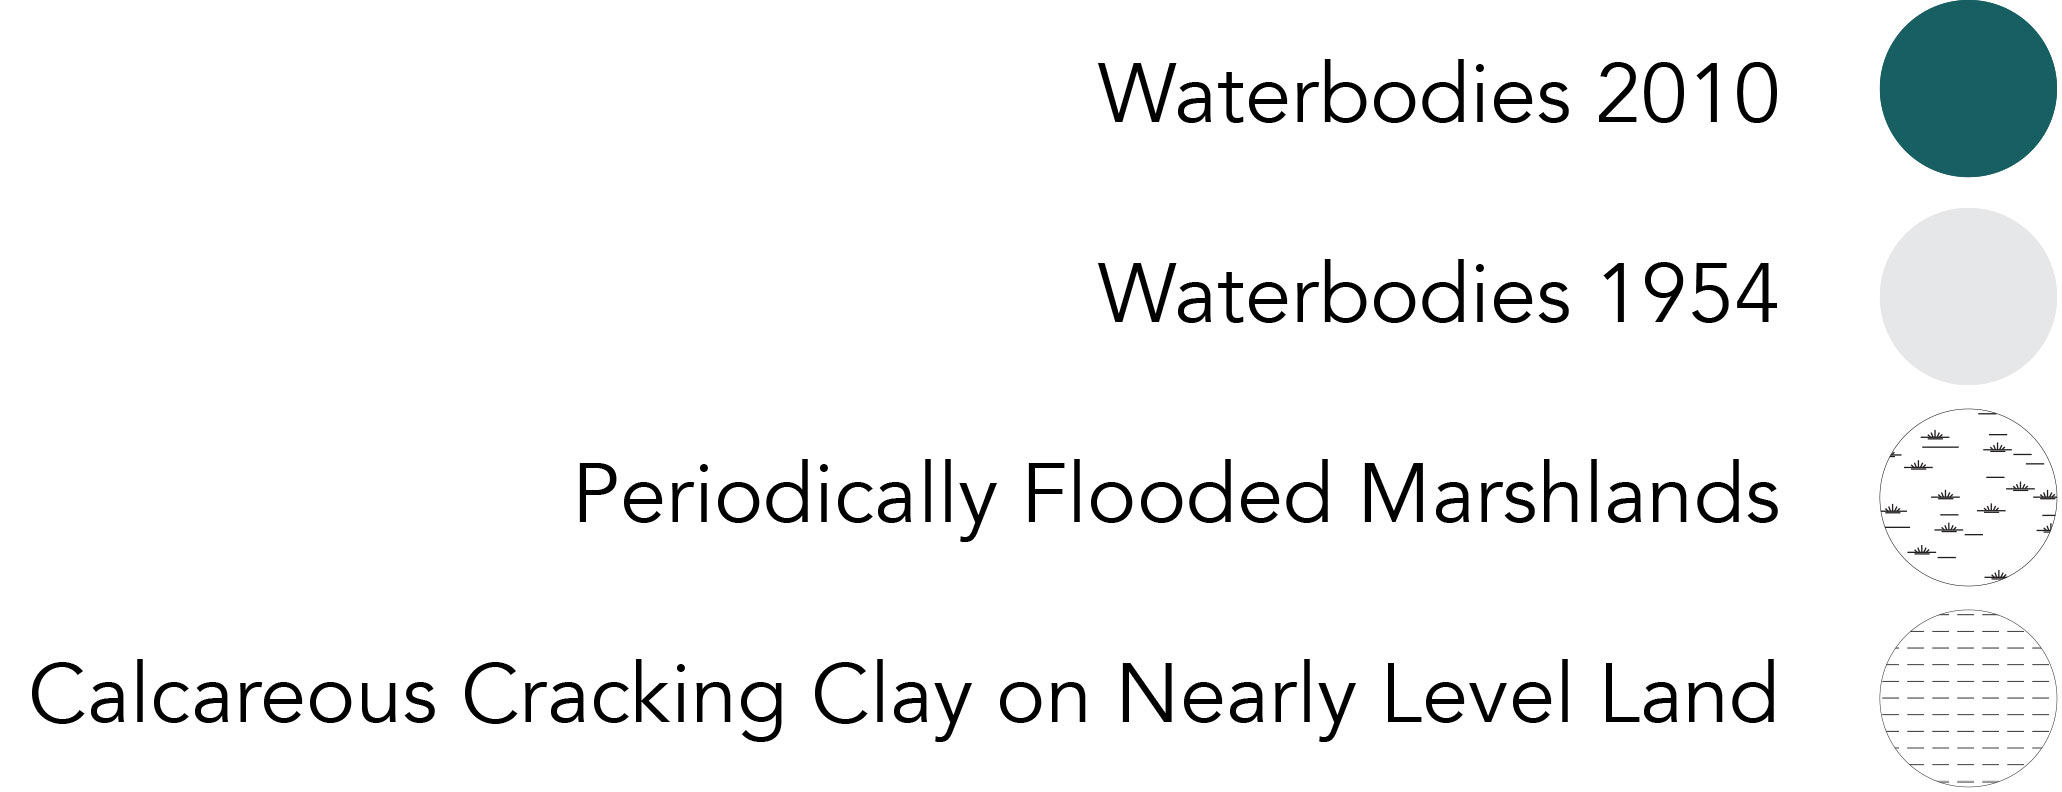 Waterbodies 2010
Waterbodies 1954
Periodically Flooded Marshlands
Calcareous Cracking Clay on Nearly Level Land